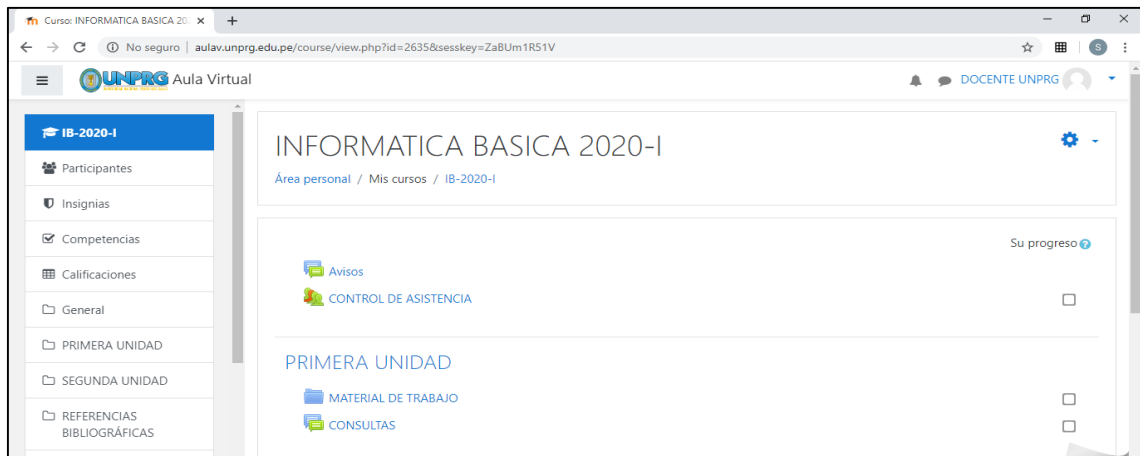 Curso: INFORMATICA BASICA 20
No seguro | aulav.unprg.edu.pe/course/view.php?id=2635&sesskey=ZaBUm1R51V
S
UNPRG Aula Virtual
DOCENTE UNPRG
IB-2020-I
Participantes
Insignias
Competencias
Calificaciones
General
PRIMERA UNIDAD
SEGUNDA UNIDAD
REFERENCIAS
BIBLIOGRÁFICAS
INFORMATICA BASICA 2020-I
Área personal / Mis cursos / IB-2020-I
Su progreso
Avisos
CONTROL DE ASISTENCIA
PRIMERA UNIDAD
MATERIAL DE TRABAJO
CONSULTAS